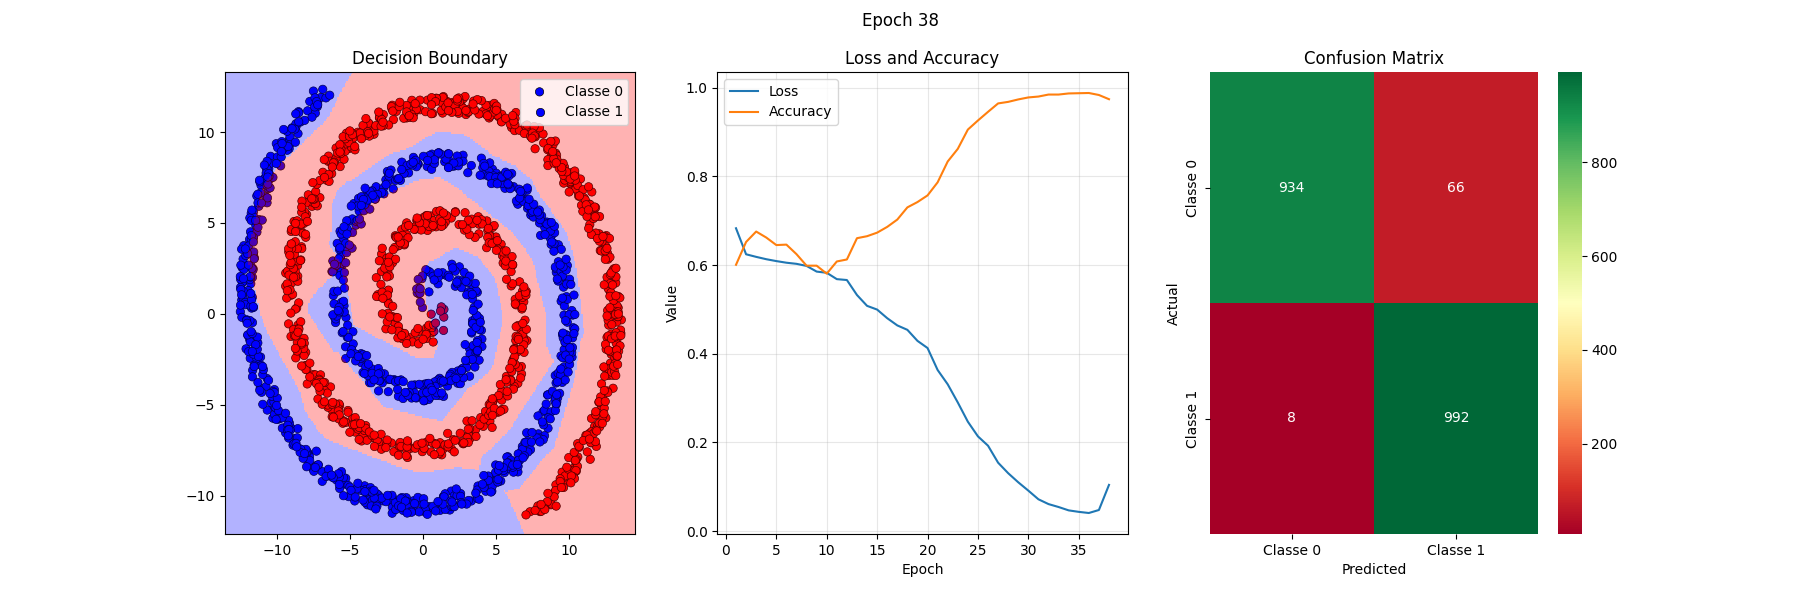 Epoch 38
Decision Boundary
Classe 0
Classe 1
10
5
0
−5
−10
−10
−5
0
5
10
Loss and Accuracy
Loss
Accuracy
Value
1.0
0.8
0.6
0.4
0.2
0.0
0
5
10
15
20
25
30
35
Epoch
Confusion Matrix
Actual
Classe 0
Classe 1
934
66
8
992
Classe 0
Classe 1
Predicted
800
600
400
200